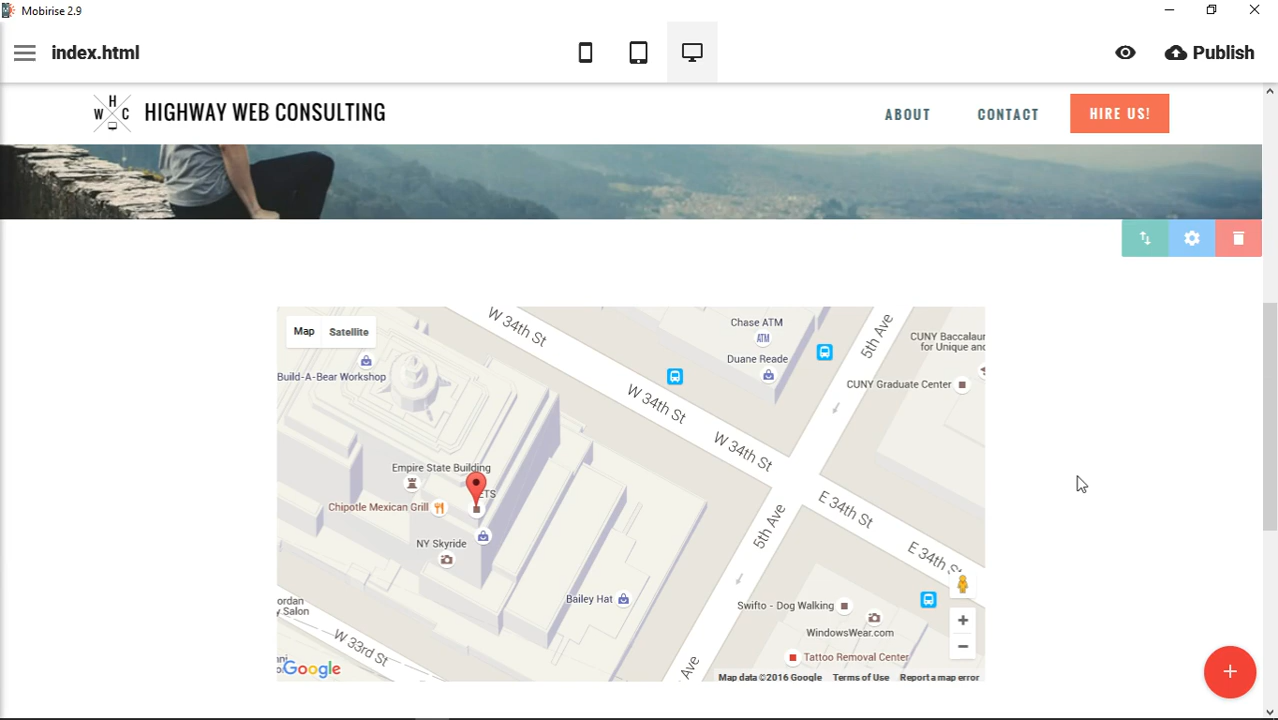 Mobirise 2.9
index.html
Publish
W H C
HIGHWAY WEB CONSULTING
ABOUT
CONTACT
HIRE US!
Map
Satellite
W 34th St
Chase ATM
ATM
Duane Reade
5th Ave
CUNY Baccalaur
for Unique and
CUNY Graduate Center
Build-A-Bear Workshop
W 34th St
W 34th St
Empire State Building
ETS
Chipotle Mexican Grill
E 34th St
5th Ave
NY Skyride
E 34th St
Bailey Hat
Swifto - Dog Walking
WindowsWear.com
ordan
Salon
W 33rd St
Tattoo Removal Center
Ave
Google
Map data ©2016 Google
Terms of Use
Report a map error